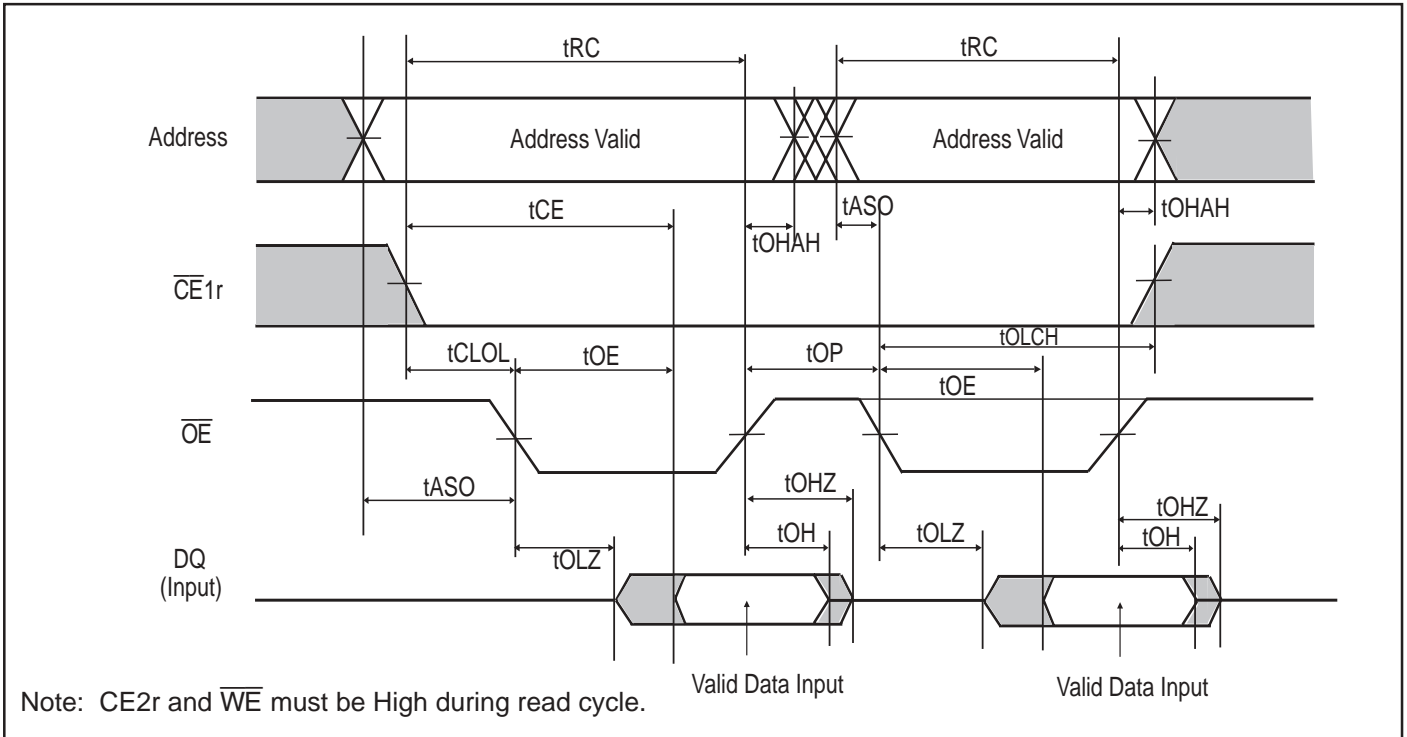 tRC
tRC
Address
Address Valid
Address Valid
tCE
tOHAH
tASO
tOHAH
CE1r
tCLOL
tOE
tOP
tOLCH
tOE
OE
tASO
tOHZ
tOHZ
tOLZ
tOH
tOLZ
tOH
DQ
(Input)
Valid Data Input
Valid Data Input
Note: CE2r and WE must be High during read cycle.